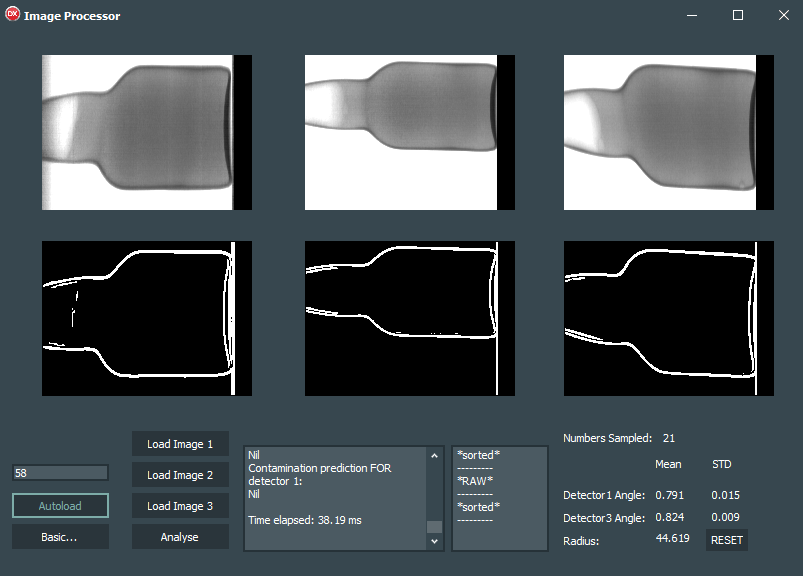 DX Image Processor
Load Image 1
58
Load Image 2
Autoload
Load Image 3
Basic...
Analyse
Nil
Contamination prediction FOR
detector 1:
Nil
Time elapsed: 38.19 ms
*sorted*
---------
*RAW*
---------
*sorted*
---------
Numbers Sampled: 21
Mean STD
Detector1 Angle: 0.791 0.015
Detector3 Angle: 0.824 0.009
Radius: 44.619 RESET